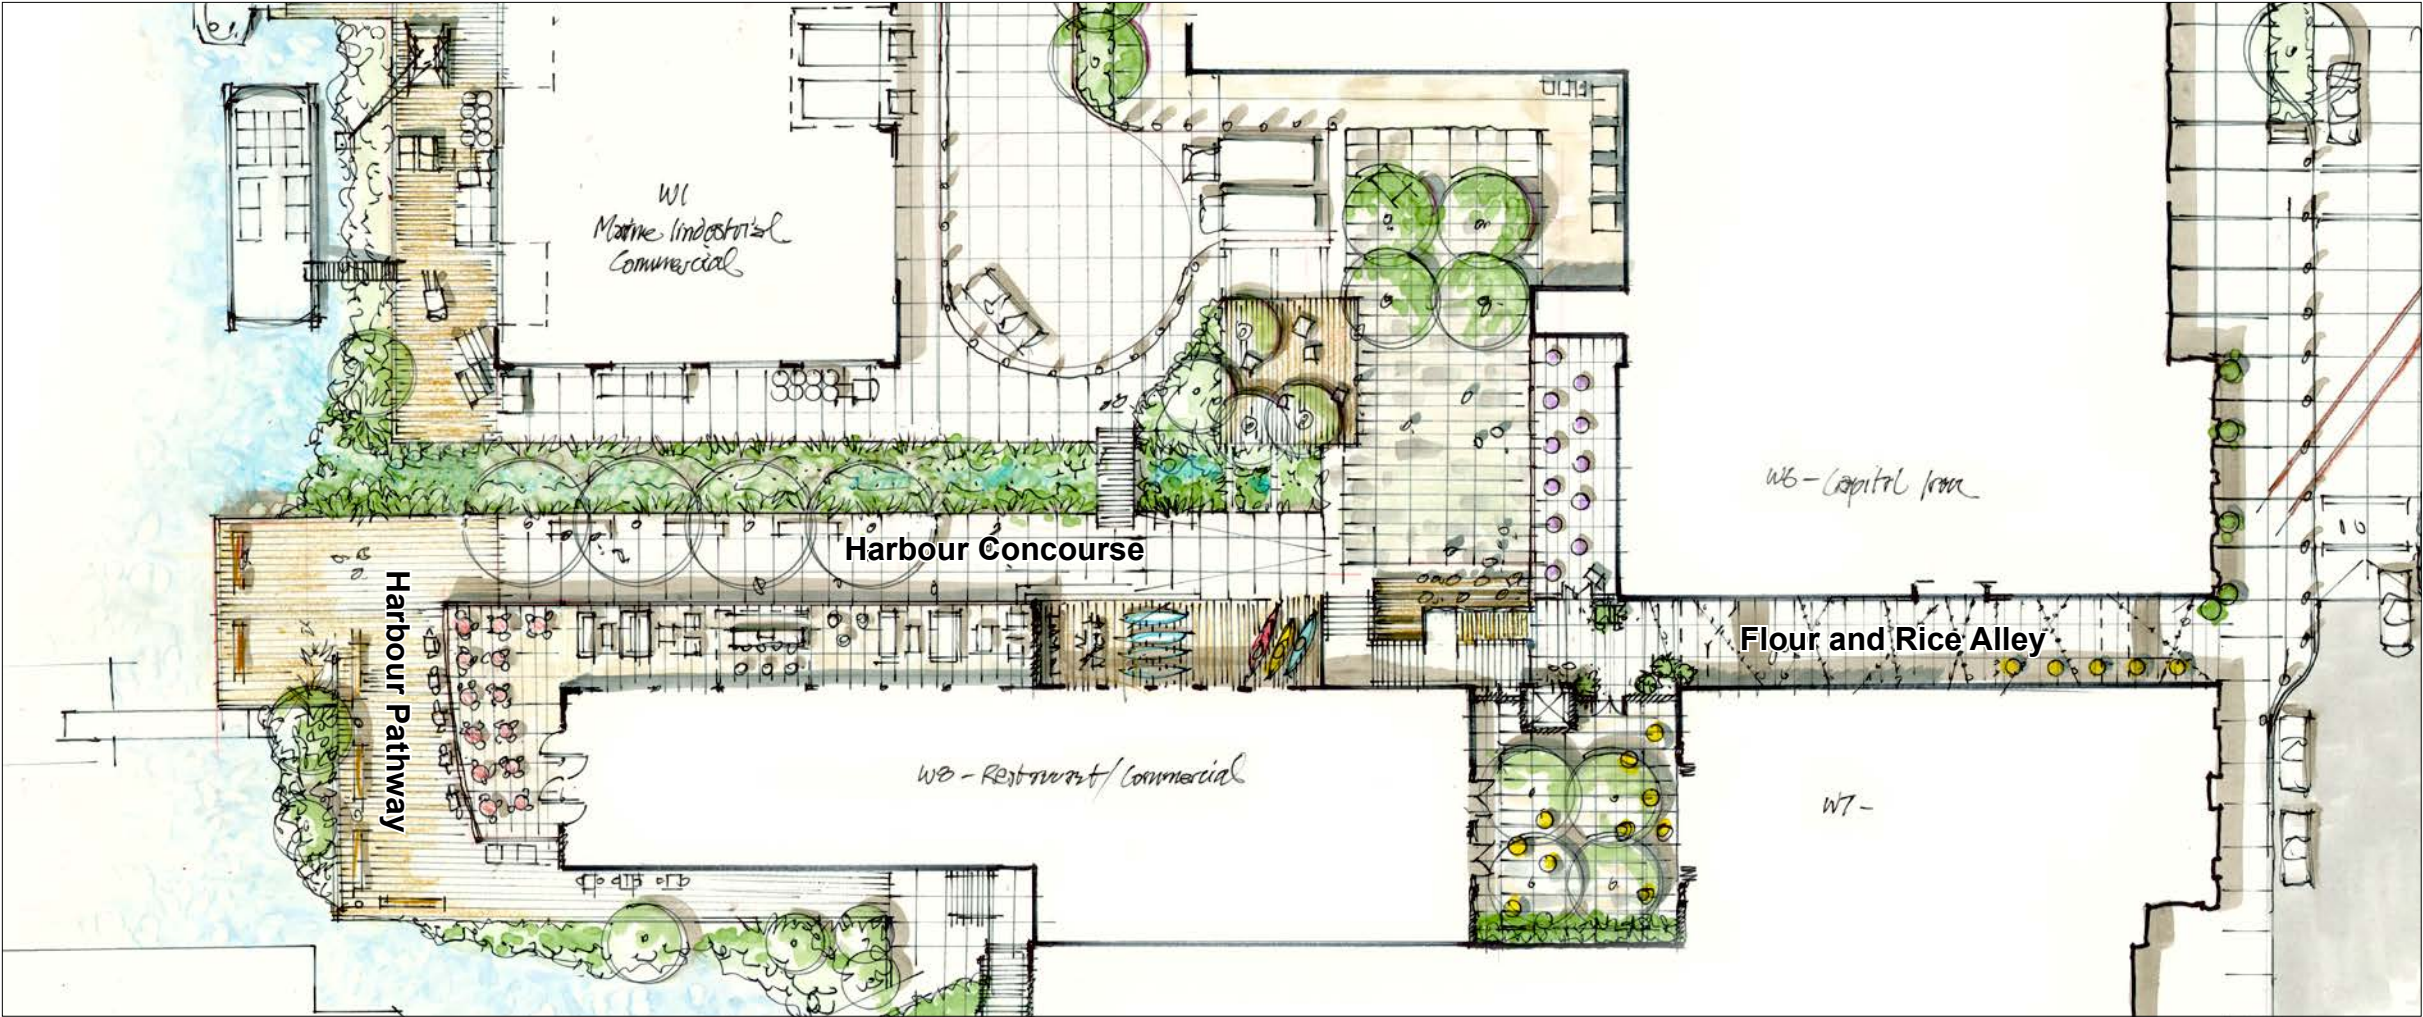 W1
Marine Industrial
Commercial
W6 - Capital Iron
Harbour Concourse
Harbour Pathway
Flour and Rice Alley
W8 - Restaurant/Commercial
W7 -